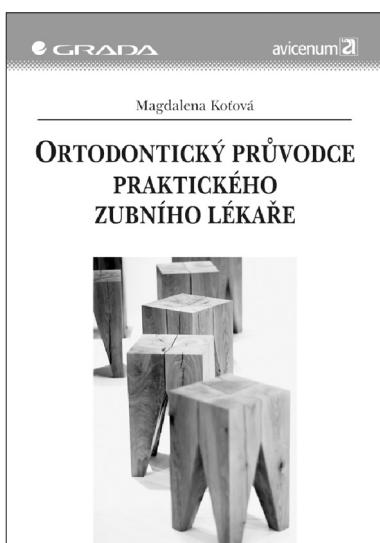 GRADA
avicenum
Magdalena Koťová
ORTODONTICKÝ PRŮVODCE
PRAKTICKÉHO
ZUBNÍHO LÉKAŘE